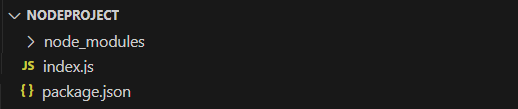 NODEPROJECT
node_modules
JS index.js
{ } package.json